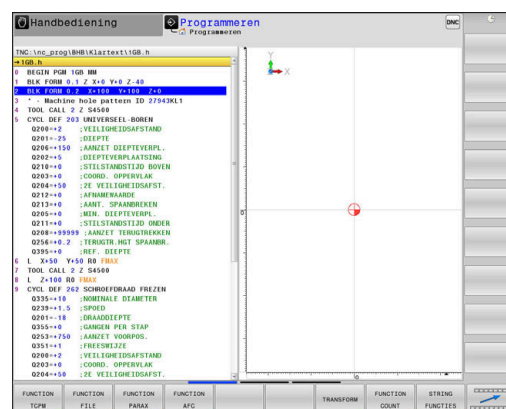 Handbediening
Programmeren
Programmeren
DNC
TNC:\nc_prog\BHB\Klartext\1GB.h
→1GB.h
0 BEGIN PGM 1GB MM
1 BLK FORM 0.1 Z X+0 Y+0 Z-40
2 BLK FORM 0.2 X+100 Y+100 Z+0
3 * - Machine hole pattern ID 27943KL1
4 TOOL CALL 2 Z S4500
5 CYCL DEF 203 UNIVERSEEL-BOREN
Q200=+2 ;VEILIGHEIDSAFSTAND
Q201=-25 ;DIEPTE
Q206=+150 ;AANZET DIEPTEVERPL.
Q202=+5 ;DIEPTEVERPLAATSING
Q210=+0 ;STILSTANDSTIJD BOVEN
Q203=+0 ;COORD. OPPERVLAK
Q204=+50 ;2E VEILIGHEIDSAFST.
Q212=+0 ;AFNAMEWAARDE
Q213=+0 ;AANT. SPAANBREKEN
Q205=+0 ;MIN. DIEPTEVERPL.
Q211=+0 ;STILSTANDSTIJD ONDER
Q208=+99999 ;AANZET TERUGTREKKEN
Q256=+0.2 ;TERUGTR.HGT SPAANBR.
Q395=+0 ;REF. DIEPTE
6 L X+50 Y+50 R0 FMAX
7 TOOL CALL 2 Z S4500
8 L Z+100 R0 FMAX
9 CYCL DEF 262 SCHROEFDRAAD FREZEN
Q335=+10 ;NOMINALE DIAMETER
Q239=+1.5 ;SPOED
Q201=-18 ;DRAADDIEPTE
Q355=+0 ;GANGEN PER STAP
Q253=+750 ;AANZET VOORPOS.
Q351=+1 ;FREESWIJZE
Q200=+2 ;VEILIGHEIDSAFSTAND
Q203=+0 ;COORD. OPPERVLAK
Q204=+50 ;2E VEILIGHEIDSAFST.
Y
X
0
0
FUNCTION TCPM
FUNCTION FILE
FUNCTION PARAX
FUNCTION AFC
TRANSFORM
FUNCTION COUNT
STRING FUNCTIES